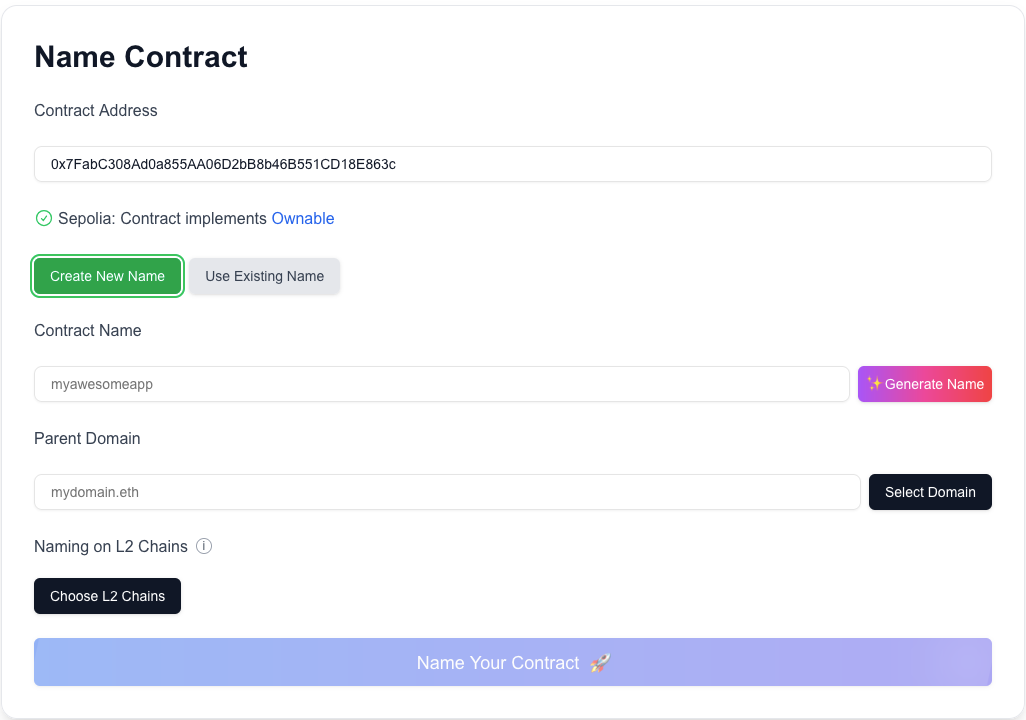 Name Contract
Contract Address
0x7FabC308Ad0a855AA06D2bB8b46B551CD18E863c
Sepolia: Contract implements Ownable
Create New Name Use Existing Name
Contract Name
myawesomeapp ✨Generate Name
Parent Domain
mydomain.eth Select Domain
Naming on L2 Chains ⓘ
Choose L2 Chains
Name Your Contract 🚀